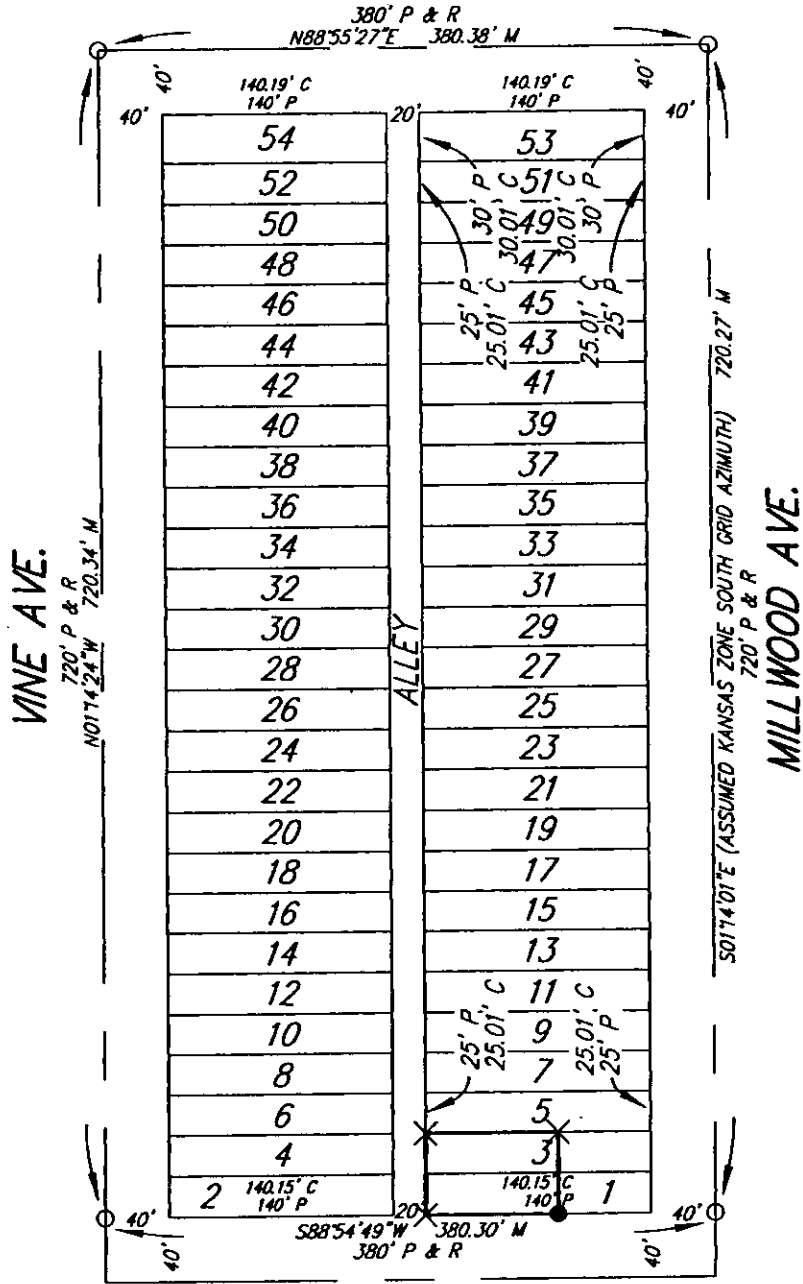 380' P & R
N88°55'27"E 380.38' M
40'
40'
40'
140.19' C
140' P
20'
140.19' C
140' P
40'
54
53
52
51
50
49
48
47
46
45
44
43
42
41
40
39
38
37
36
35
34
33
32
31
30
29
28
27
26
25
24
23
22
21
20
19
18
17
16
15
14
13
12
11
10
9
8
7
6
5
4
3
2
1
30' P
30.01' C
30.01' C
30' P
25' P
25.01' C
25.01' C
25' P
ALLEY
VINE AVE.
720' P & R
N01°14'24"W 720.34' M
S01°14'01"E (ASSUMED KANSAS ZONE SOUTH GRID AZIMUTH) 720.27' M
720' P & R
MILLWOOD AVE.
25' P
25.01' C
25.01' C
25' P
140.15' C
140' P
140.15' C
140' P
40'
20'
40'
S88°54'49"W 380.30' M
380' P & R
40'
40'